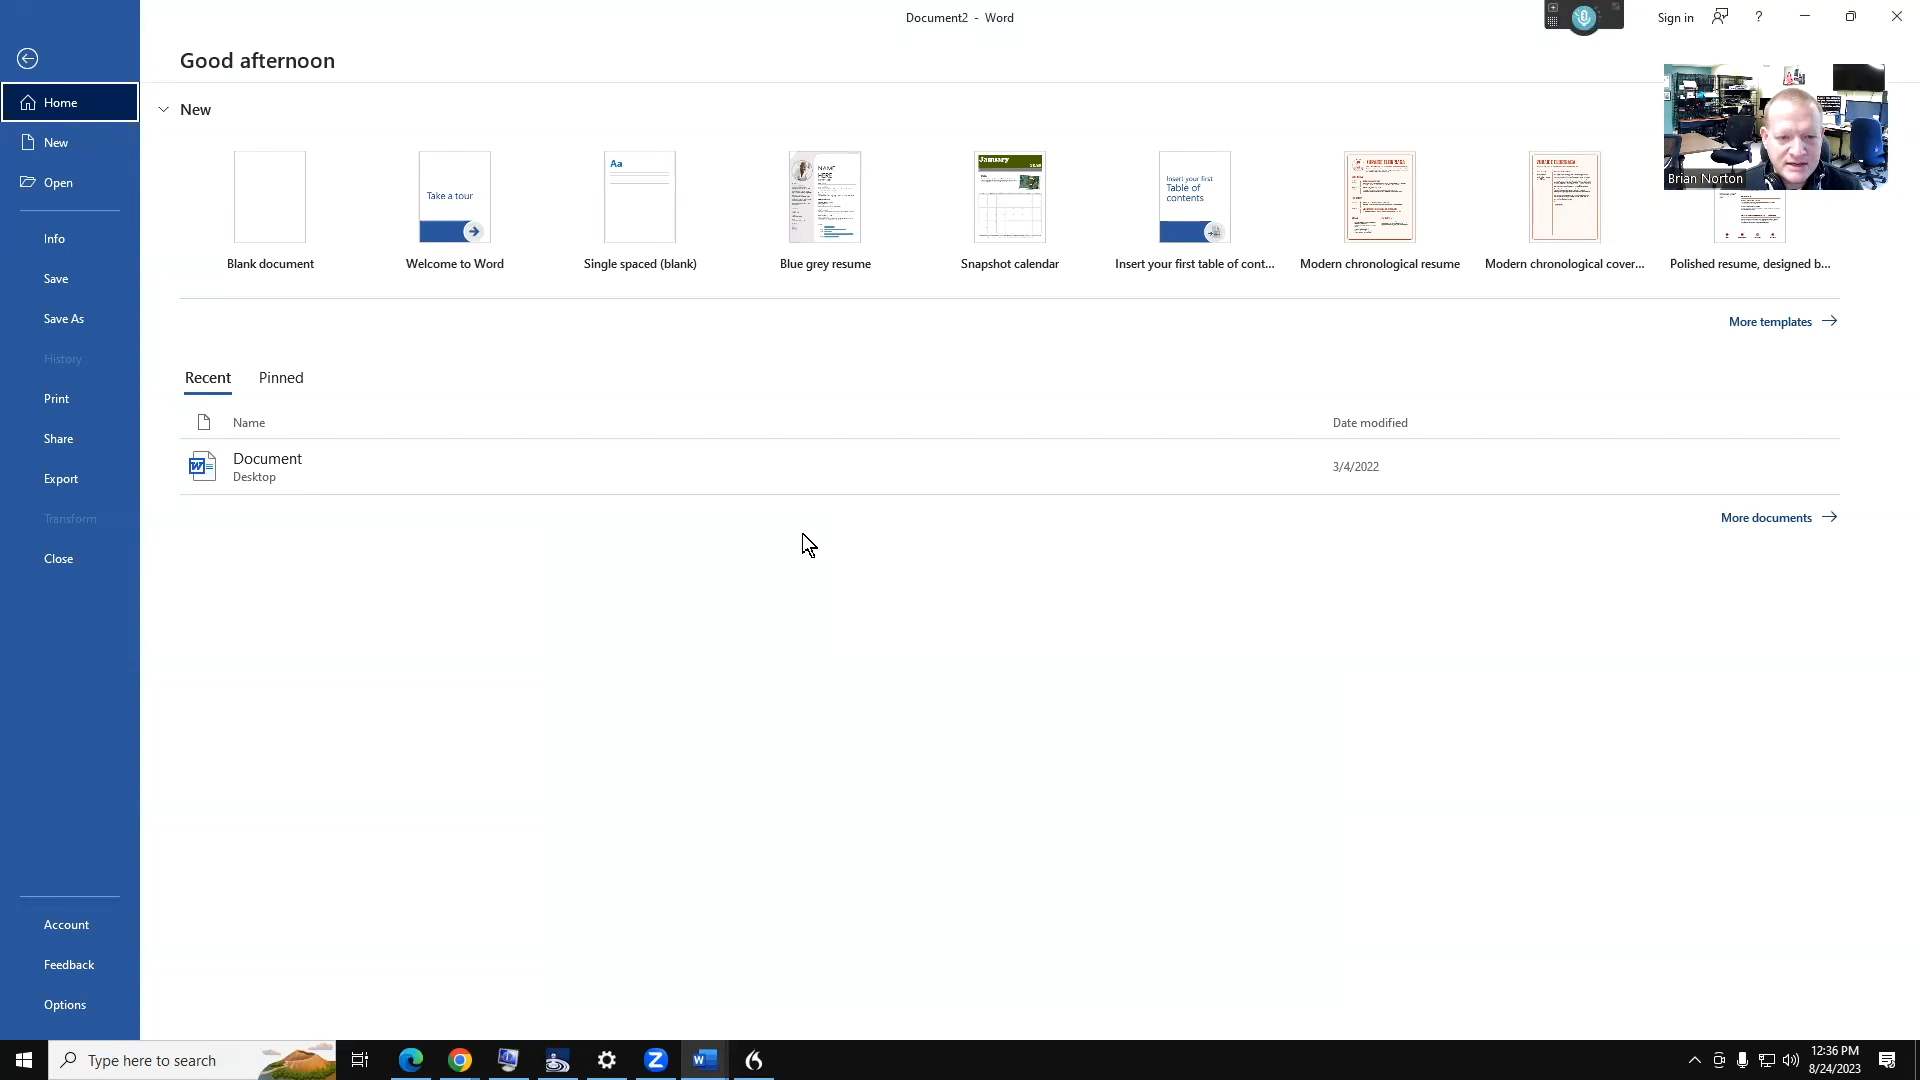 Document2 - Word
Sign in
?
Good afternoon
Home
New
Open
Info
Save
Save As
History
Print
Share
Export
Transform
Close
Account
Feedback
Options
New
Take a tour
Aa
NAME
HERE
January
Insert your first
Table of
contents
Blank document
Welcome to Word
Single spaced (blank)
Blue grey resume
Snapshot calendar
Insert your first table of cont...
Modern chronological resume
Modern chronological cover...
Polished resume, designed b...
Brian Norton
More templates
Recent
Pinned
Name
Date modified
Document
Desktop
3/4/2022
More documents
Type here to search
12:36 PM
8/24/2023